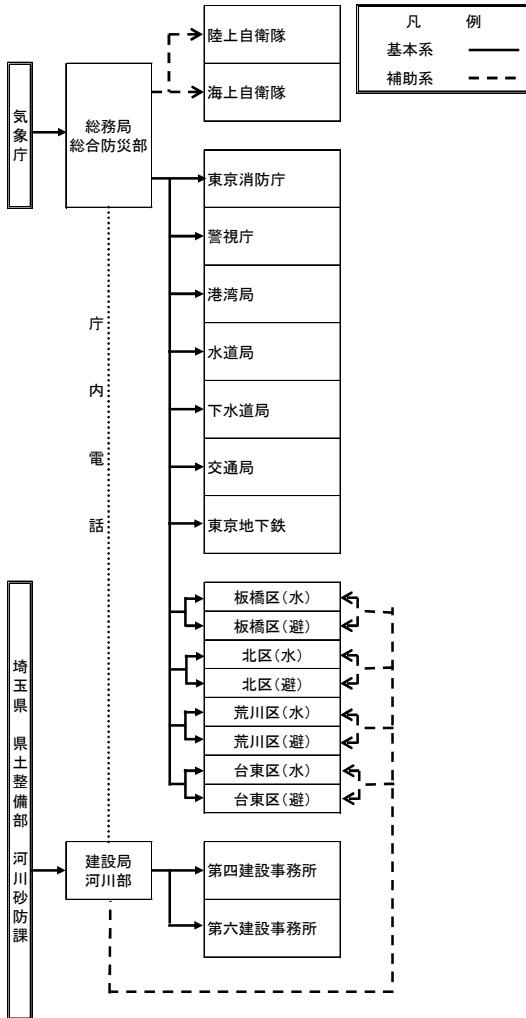 凡 例
基本系
補助系
気象庁
総務局
総合防災部
陸上自衛隊
海上自衛隊
東京消防庁
警視庁
港湾局
水道局
下水道局
交通局
東京地下鉄
庁内電話
板橋区(水)
板橋区(避)
北区(水)
北区(避)
荒川区(水)
荒川区(避)
台東区(水)
台東区(避)
埼玉県 県土整備部 河川砂防課
建設局
河川部
第四建設事務所
第六建設事務所